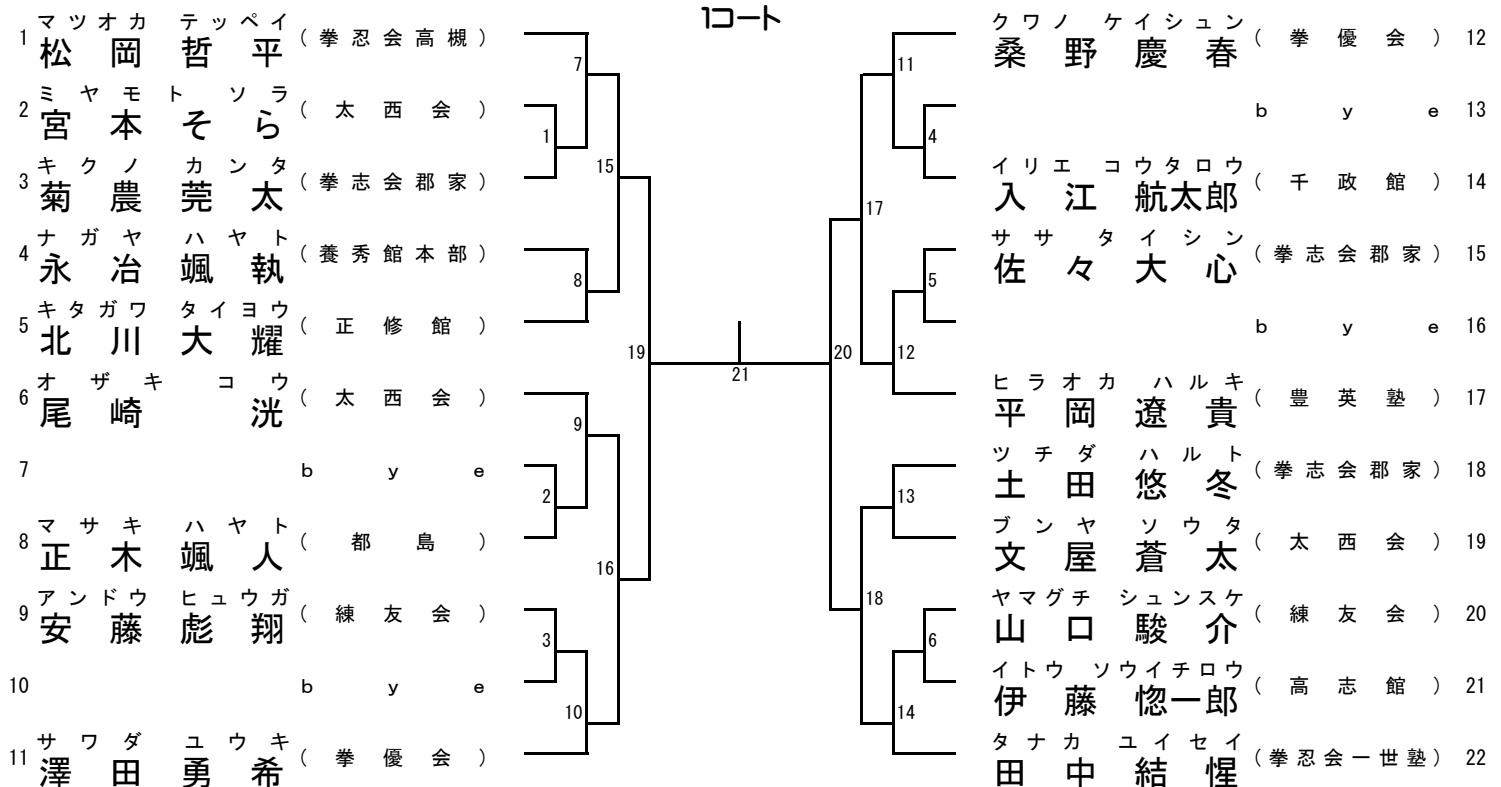 1コート
マツオカ テッペイ
1 松岡 哲平 (拳忍会高槻)
ミヤモト ソラ
2 宮本 そら (太西会)
キクノ カンタ
3 菊農 莞太 (拳志会郡家)
ナガヤ ハヤト
4 永冶 颯執 (養秀館本部)
キタガワ タイヨウ
5 北川 大耀 (正修館)
オザキ コウ
6 尾崎 洸 (太西会)
7 bye
マサキ ハヤト
8 正木 颯人 (都島)
アンドウ ヒュウガ
9 安藤 彪翔 (練友会)
10 bye
サワダ ユウキ
11 澤田 勇希 (拳優会)
7
1
15
8
19
9
2
16
3
10
21
11
4
17
5
20
12
13
18
6
14
クワノ ケイシュン
桑野 慶春 (拳優会) 12
bye 13
イリエ コウタロウ
入江 航太郎 (千政館) 14
ササ タイシン
佐々 大心 (拳志会郡家) 15
bye 16
ヒラオカ ハルキ
平岡 遼貴 (豊英塾) 17
ツチダ ハルト
土田 悠冬 (拳志会郡家) 18
ブンヤ ソウタ
文屋 蒼太 (太西会) 19
ヤマグチ シュンスケ
山口 駿介 (練友会) 20
イトウ ソウイチロウ
伊藤 惣一郎 (高志館) 21
タナカ ユイセイ
田中 結惺 (拳忍会一世塾) 22